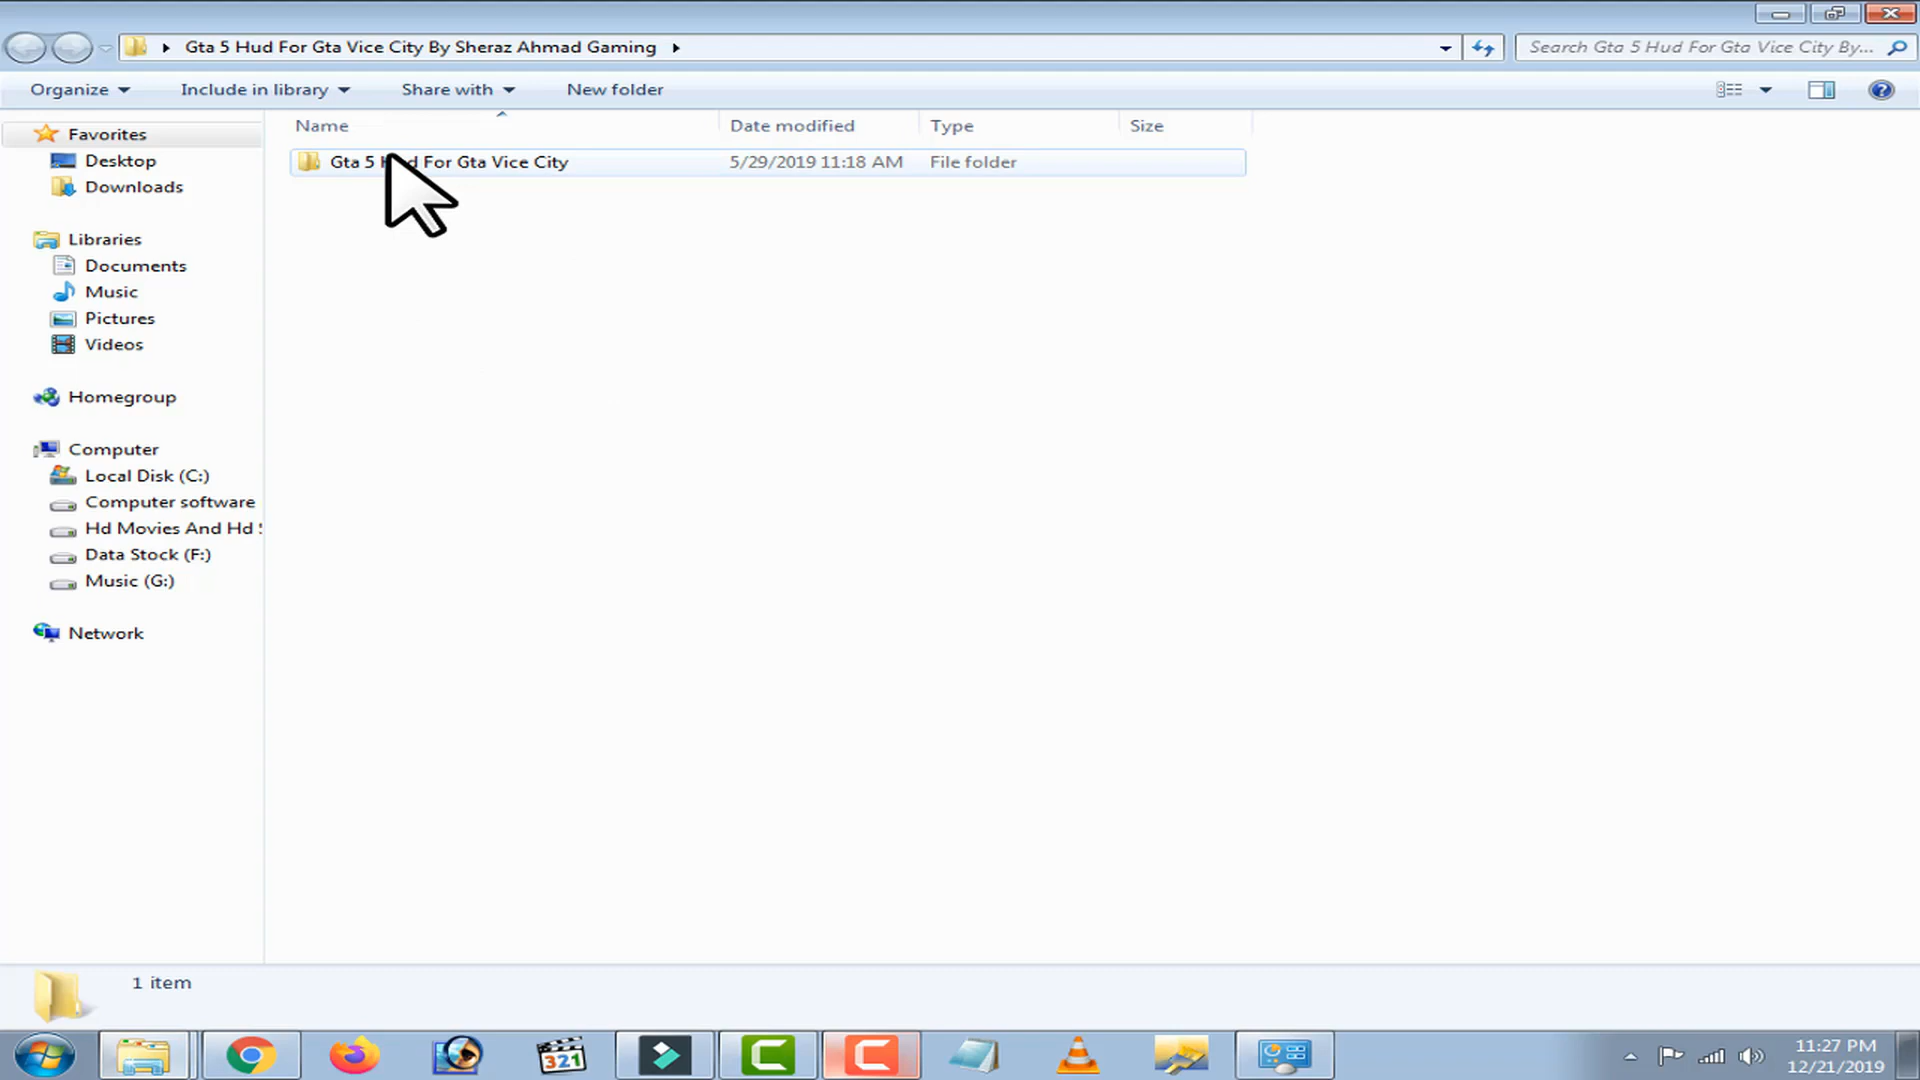 Gta 5 Hud For Gta Vice City By Sheraz Ahmad Gaming
Search Gta 5 Hud For Gta Vice City By...
Organize
Include in library
Share with
New folder
Name
Date modified
Type
Size
Favorites
Desktop
Downloads
Libraries
Documents
Music
Pictures
Videos
Homegroup
Computer
Local Disk (C:)
Computer software
Hd Movies And Hd
Data Stock (F:)
Music (G:)
Network
Gta 5 Hud For Gta Vice City
5/29/2019 11:18 AM
File folder
1 item
321
11:27 PM
12/21/2019